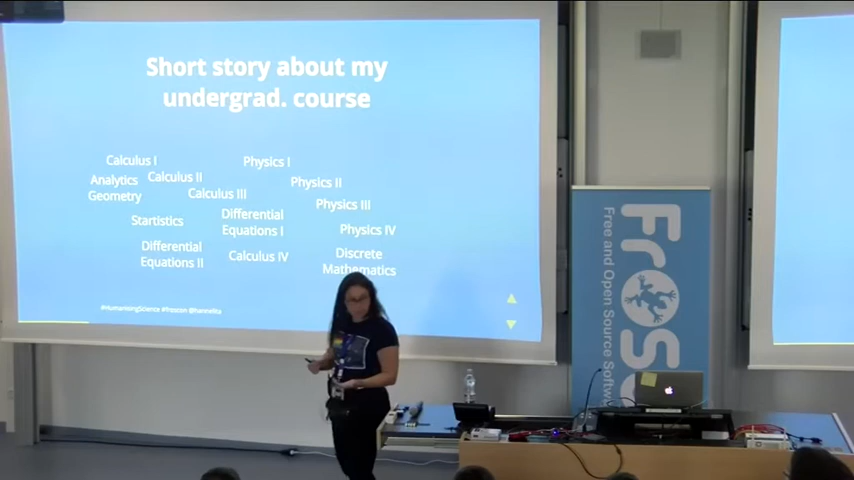 Short story about my
undergrad. course
Calculus I
Physics I
Analytics
Geometry
Calculus II
Physics II
Calculus III
Physics III
Startistics
Differential
Equations I
Physics IV
Differential
Equations II
Calculus IV
Discrete
Mathematics
FrOSC
Free and Open Source Softw